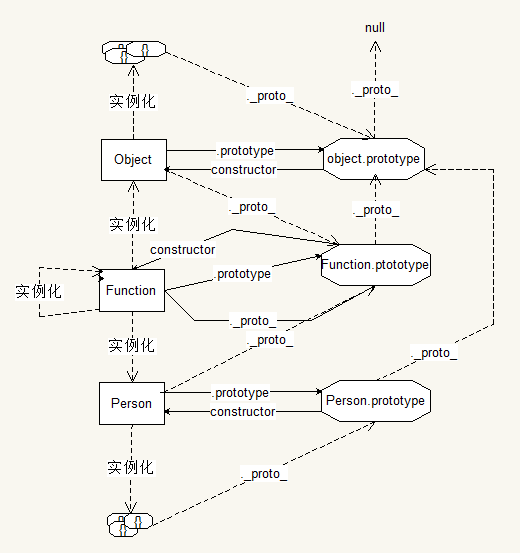 null
{}
{}
{}
._proto_
._proto_
实例化
.prototype
Object
object.prototype
constructor
._proto_
._proto_
实例化
constructor
Function.ptototype
.prototype
实例化
Function
._proto_
._proto_
实例化
._proto_
.prototype
Person
Person.prototype
constructor
实例化
._proto_
{}
{}
{}